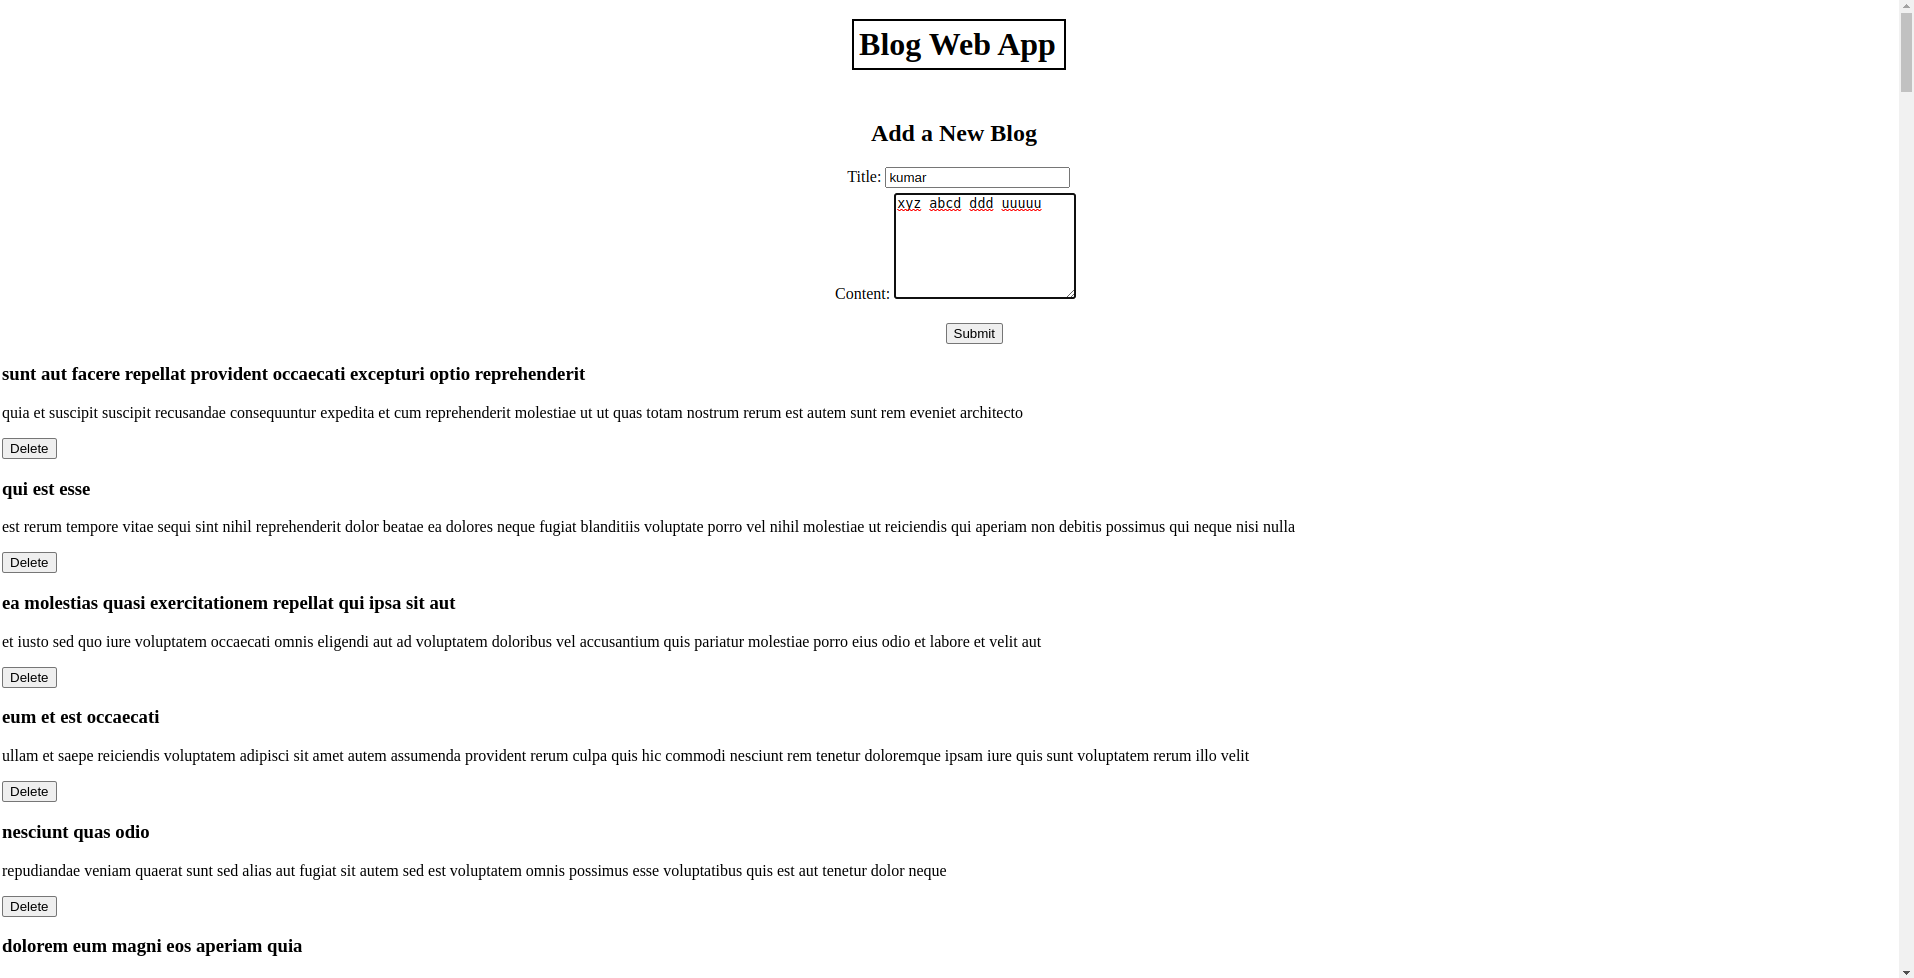 Blog Web App
Add a New Blog
Title: kumar
xyz abcd ddd uuuuu
Content:
Submit
sunt aut facere repellat provident occaecati excepturi optio reprehenderit
quia et suscipit suscipit recusandae consequuntur expedita et cum reprehenderit molestiae ut ut quas totam nostrum rerum est autem sunt rem eveniet architecto
Delete
qui est esse
est rerum tempore vitae sequi sint nihil reprehenderit dolor beatae ea dolores neque fugiat blanditiis voluptate porro vel nihil molestiae ut reiciendis qui aperiam non debitis possimus qui neque nisi nulla
Delete
ea molestias quasi exercitationem repellat qui ipsa sit aut
et iusto sed quo iure voluptatem occaecati omnis eligendi aut ad voluptatem doloribus vel accusantium quis pariatur molestiae porro eius odio et labore et velit aut
Delete
eum et est occaecati
ullam et saepe reiciendis voluptatem adipisci sit amet autem assumenda provident rerum culpa quis hic commodi nesciunt rem tenetur doloremque ipsam iure quis sunt voluptatem rerum illo velit
Delete
nesciunt quas odio
repudiandae veniam quaerat sunt sed alias aut fugiat sit autem sed est voluptatem omnis possimus esse voluptatibus quis est aut tenetur dolor neque
Delete
dolorem eum magni eos aperiam quia